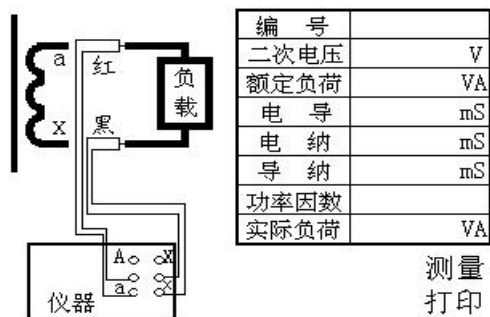 a
红
负
载
x
黑
A X
a x
仪器
编 号
二次电压 V
额定负荷 VA
电 导 mS
电 纳 mS
导 纳 mS
功率因数
实际负荷 VA
测量
打印